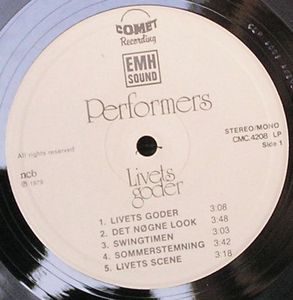 COMET
Recording
EMH
SOUND
Performers
STEREO/MONO
CMC.4208 LP
Side 1
All rights reserved
ncb
℗ 1979
Livets
goder
1 LIVETS GODER 3:08
2. DET NØGNE LOOK 3:48
3 SWINGTIMEN 3:03
4. SOMMERSTEMNING 3:42
5 LIVETS SCENE 3:18